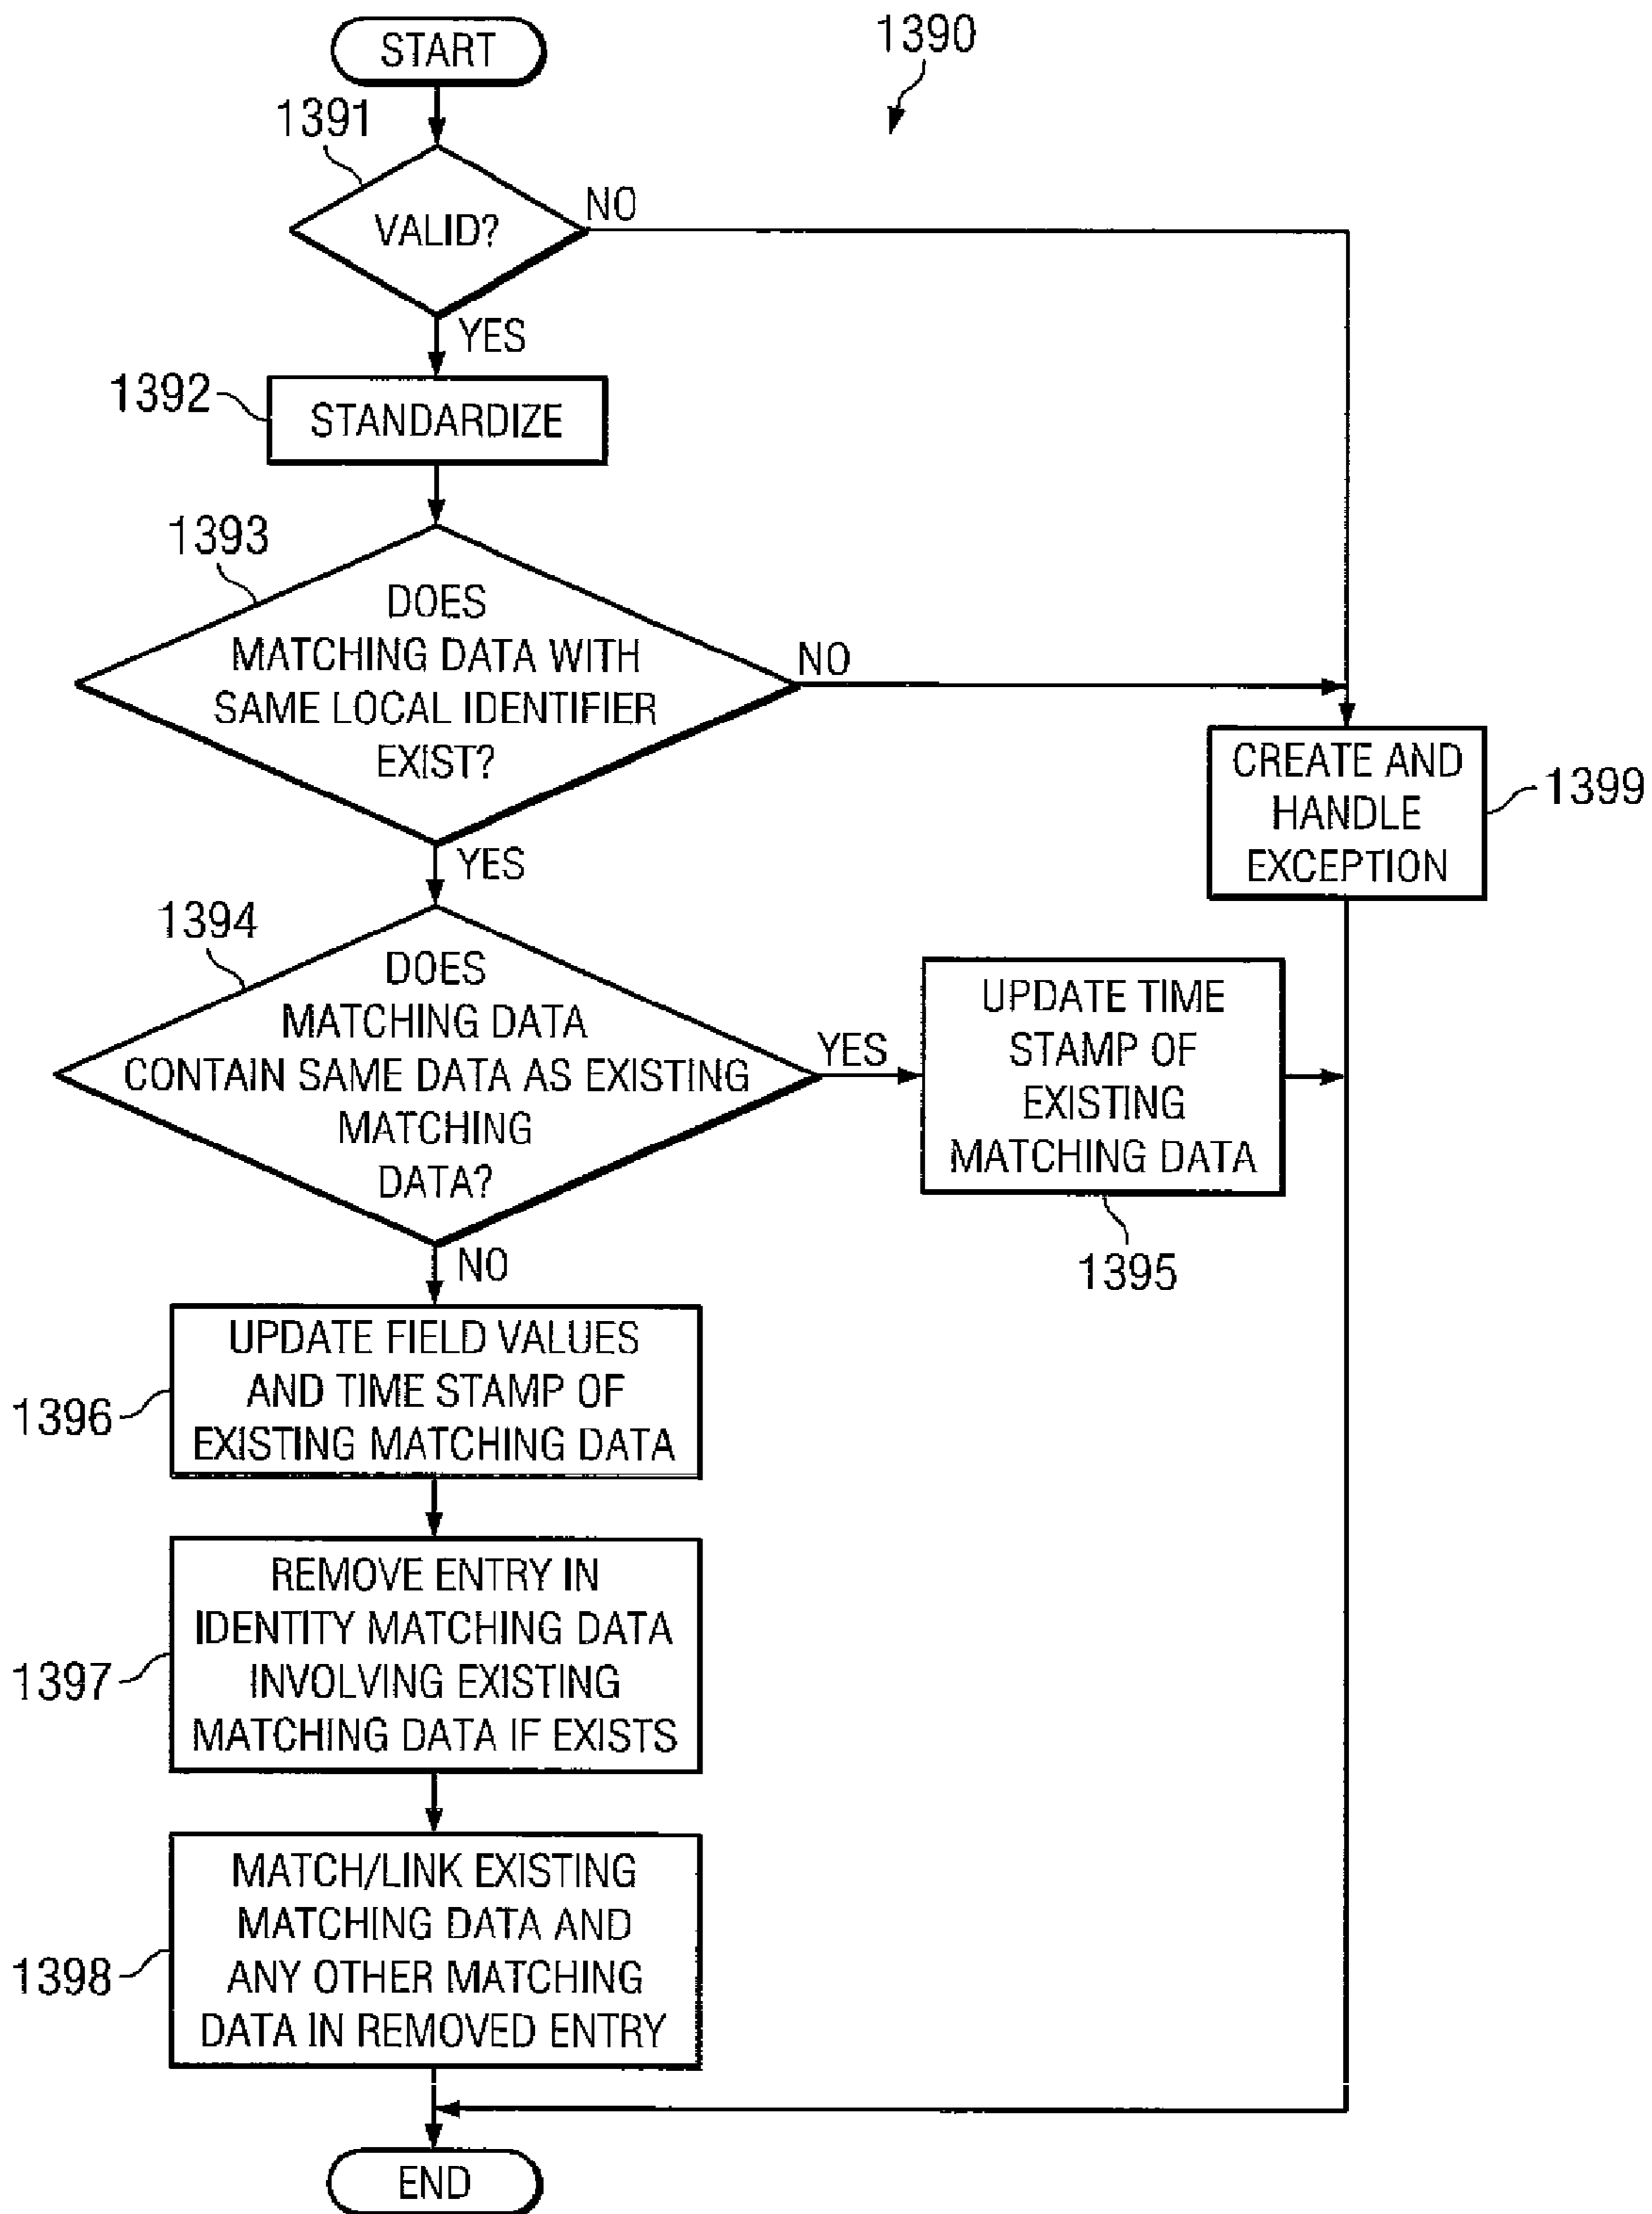 START
1390
1391
VALID?
NO
YES
1392
STANDARDIZE
1393
DOES
MATCHING DATA WITH
SAME LOCAL IDENTIFIER
EXIST?
NO
YES
CREATE AND
HANDLE
EXCEPTION
1399
1394
DOES
MATCHING DATA
CONTAIN SAME DATA AS EXISTING
MATCHING
DATA?
YES
NO
UPDATE TIME
STAMP OF
EXISTING
MATCHING DATA
1395
UPDATE FIELD VALUES
AND TIME STAMP OF
EXISTING MATCHING DATA
1396
REMOVE ENTRY IN
IDENTITY MATCHING DATA
INVOLVING EXISTING
MATCHING DATA IF EXISTS
1397
MATCH/LINK EXISTING
MATCHING DATA AND
ANY OTHER MATCHING
DATA IN REMOVED ENTRY
1398
END